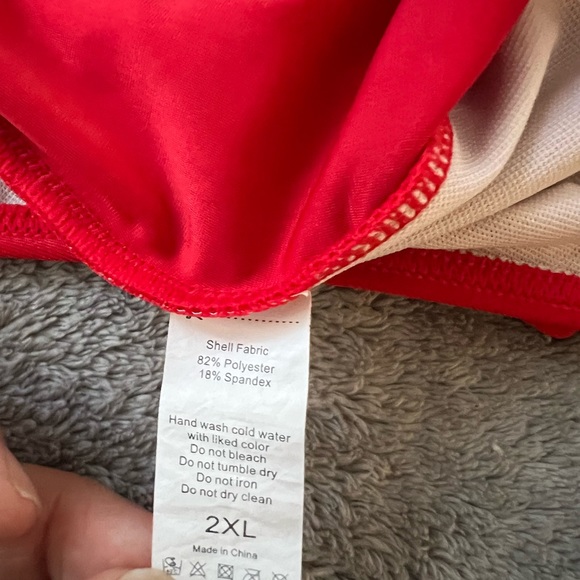 Shell Fabric
82% Polyester
18% Spandex
Hand wash cold water
with liked color
Do not bleach
Do not tumble dry
Do not iron
Do not dry clean
2XL
Made in China